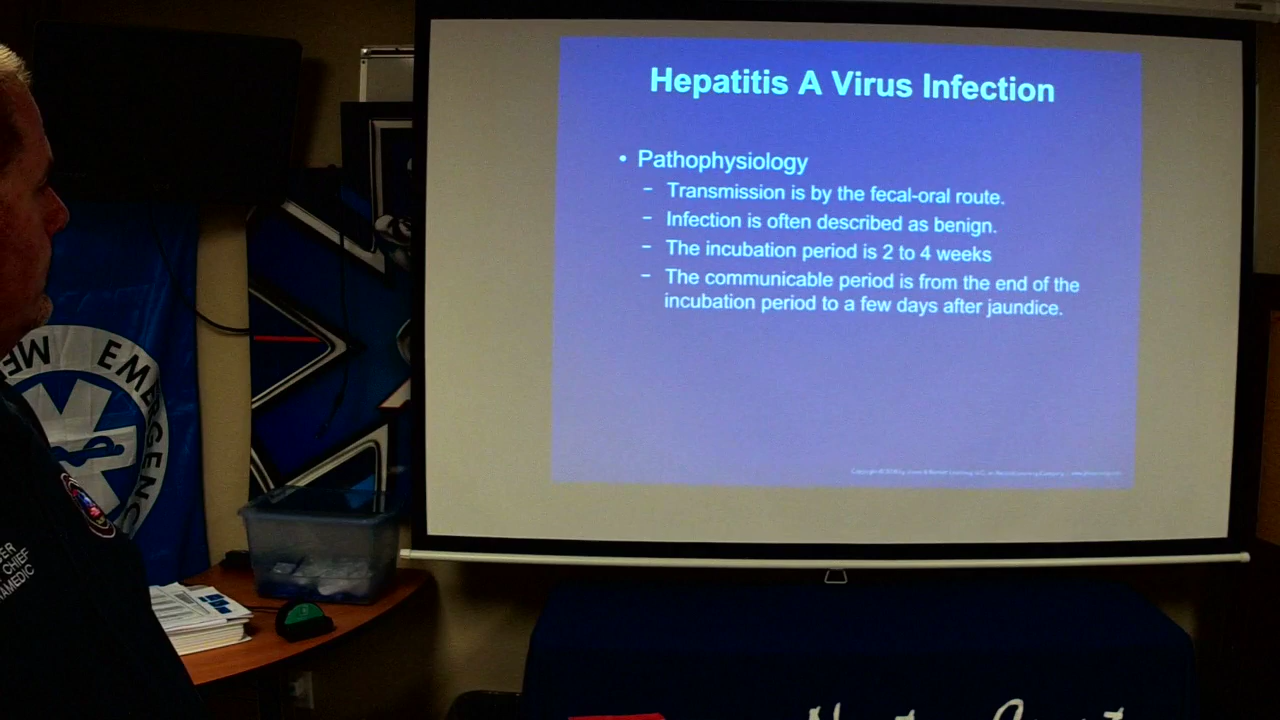 Hepatitis A Virus Infection
• Pathophysiology
– Transmission is by the fecal-oral route.
– Infection is often described as benign.
– The incubation period is 2 to 4 weeks
– The communicable period is from the end of the
incubation period to a few days after jaundice.
EMERGENC
CHIEF